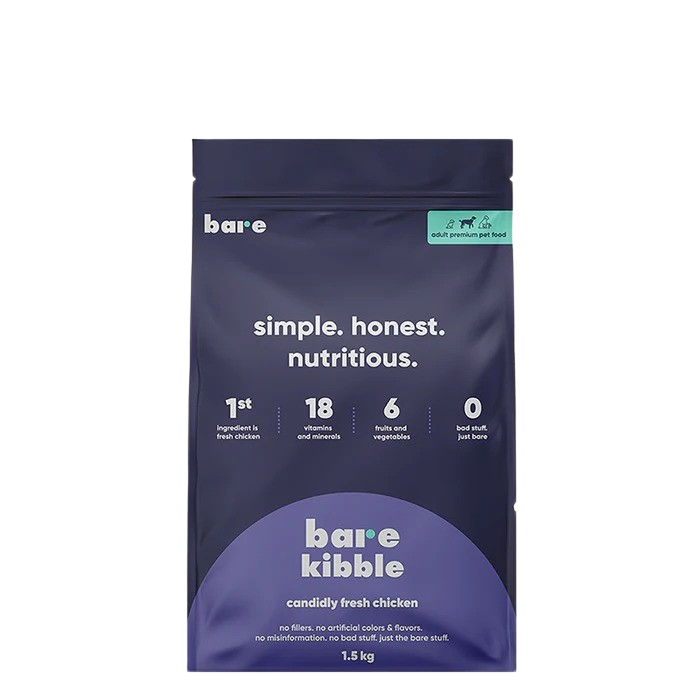 bare
adult premium pet food
simple. honest.
nutritious.
1st
ingredient is
fresh chicken
18
vitamins
and minerals
6
fruits and
vegetables
0
bad stuff.
just bare
bare
kibble
candidly fresh chicken
no fillers. no artificial colors & flavors.
no misinformation. no bad stuff. just the bare stuff.
1.5 kg